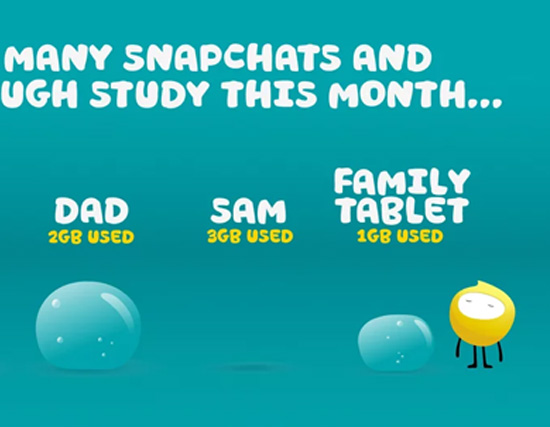 MANY SNAPCHATS AND
UGH STUDY THIS MONTH...
DAD
2GB USED
SAM
3GB USED
FAMILY
TABLET
1GB USED